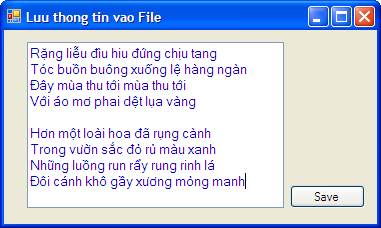 Luu thong tin vao File
Rặng liễu đìu hiu đứng chịu tang
Tóc buồn buông xuống lệ hàng ngàn
Đây mùa thu tới mùa thu tới
Với áo mơ phai dệt lụa vàng
Hơn một loài hoa đã rụng cành
Trong vườn sắc đỏ rủ màu xanh
Những luồng run rẩy rung rinh lá
Đôi cánh khô gầy xương mỏng manh
Save